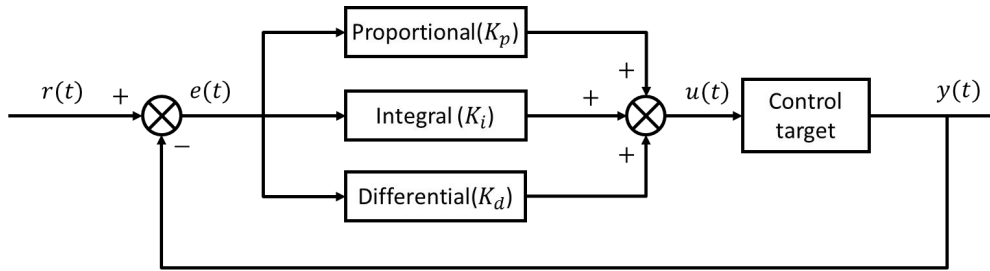 Proportional(K_p)
r(t) + e(t) + + u(t) Control target y(t)
Integral (K_i)
−
+
Differential(K_d)